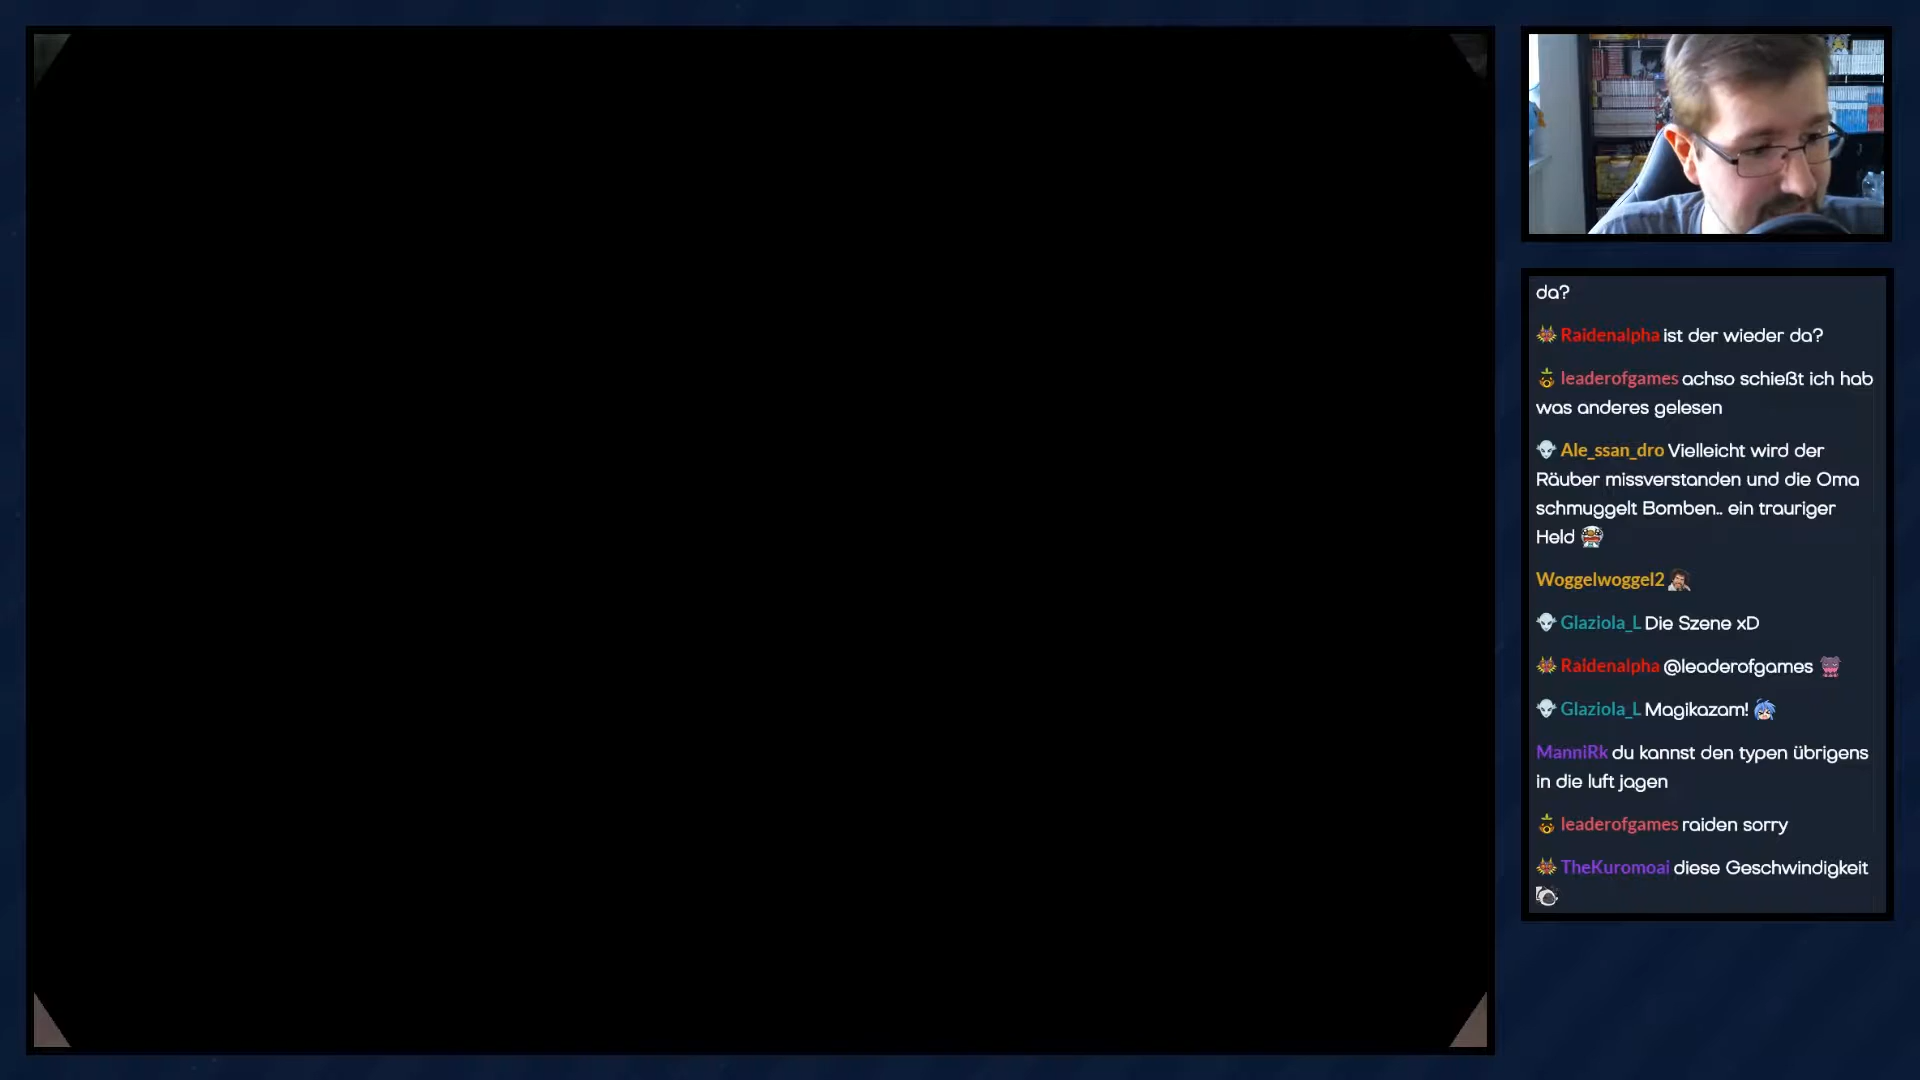 da?
Raidenalpha ist der wieder da?
leaderofgames achso schießt ich hab
was anderes gelesen
Ale_ssan_dro Vielleicht wird der
Räuber missverstanden und die Oma
schmuggelt Bomben.. ein trauriger
Held
Woggelwoggel2
Glaziola_L Die Szene xD
Raidenalpha @leaderofgames
Glaziola_L Magikazam!
ManniRk du kannst den typen übrigens
in die luft jagen
leaderofgames raiden sorry
TheKuromoai diese Geschwindigkeit